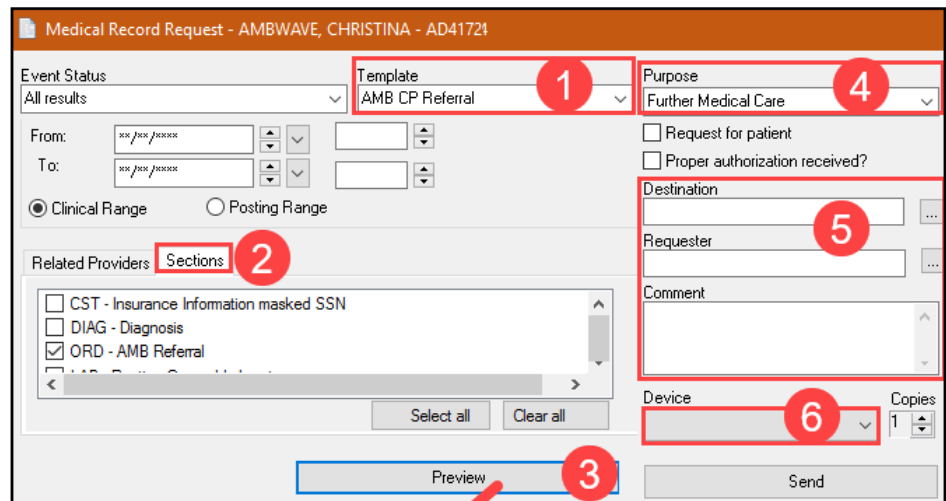 Medical Record Request - AMBWAVE, CHRISTINA - AD41724
Event Status
All results
Template
AMB CP Referral
1
Purpose
Further Medical Care
4
From: **/**/****
To: **/**/****
Clinical Range Posting Range
Request for patient
Proper authorization received?
Destination
...
5
Requester
...
Comment
Related Providers Sections 2
CST - Insurance Information masked SSN
DIAG - Diagnosis
ORD - AMB Referral
Select all Clear all
Device
6
Copies
1
Preview 3
Send